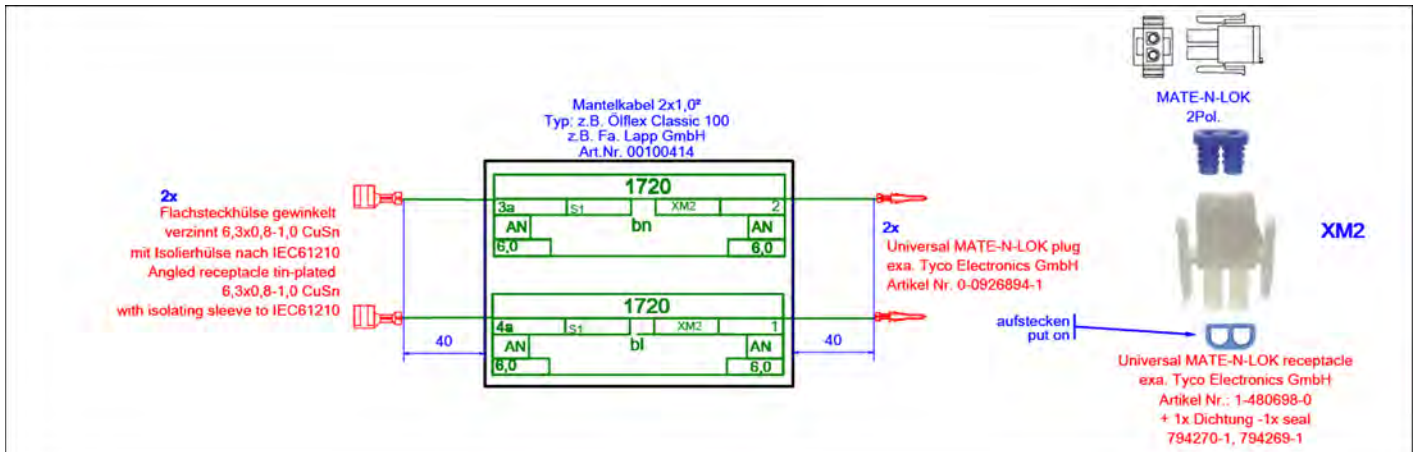 MATE-N-LOK
2Pol.
Mantelkabel 2x1,0²
Typ: z.B. Ölflex Classic 100
z.B. Fa. Lapp GmbH
Art.Nr. 00100414
2x
Flachsteckhülse gewinkelt
verzinnt 6,3x0,8-1,0 CuSn
mit Isolierhülse nach IEC61210
Angled receptacle tin-plated
6,3x0,8-1,0 CuSn
with isolating sleeve to IEC61210
40
1720
3a S1 XM2 2
AN bn AN
6,0 6,0
1720
4a S1 XM2 1
AN bl AN
6,0 6,0
40
2x
Universal MATE-N-LOK plug
exa. Tyco Electronics GmbH
Artikel Nr. 0-0926894-1
XM2
aufstecken
put on
Universal MATE-N-LOK receptacle
exa. Tyco Electronics GmbH
Artikel Nr.: 1-480698-0
+ 1x Dichtung -1x seal
794270-1, 794269-1